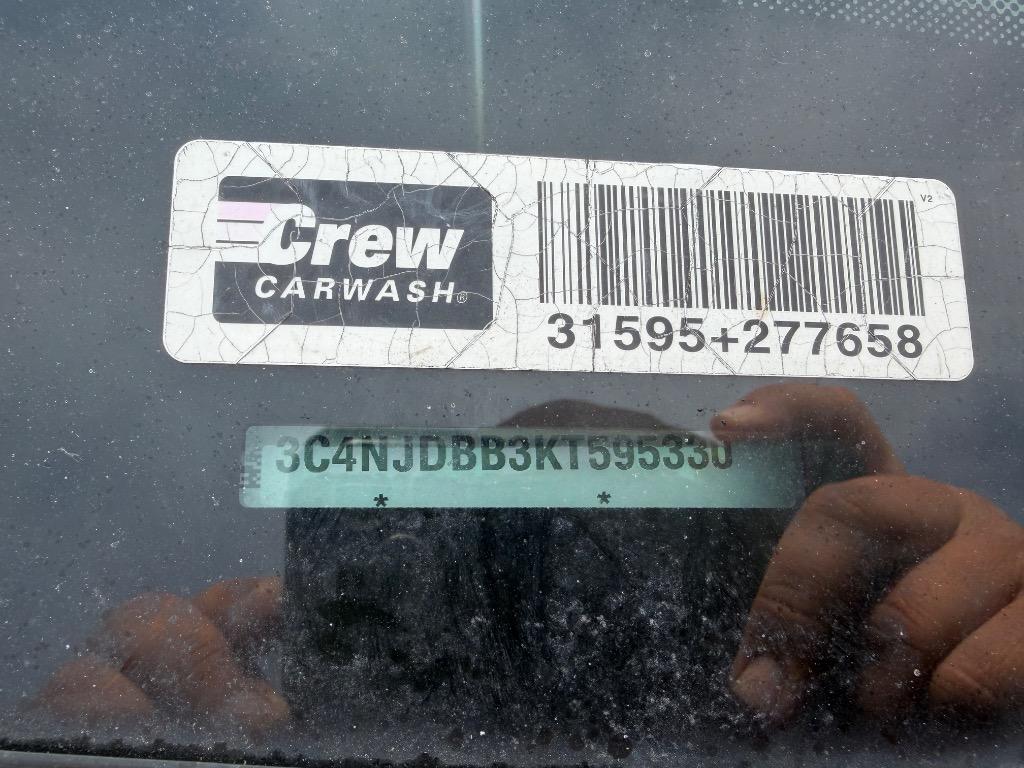 Crew
CARWASH®
V2
31595+277658
3C4NJDBB3KT595330
* *